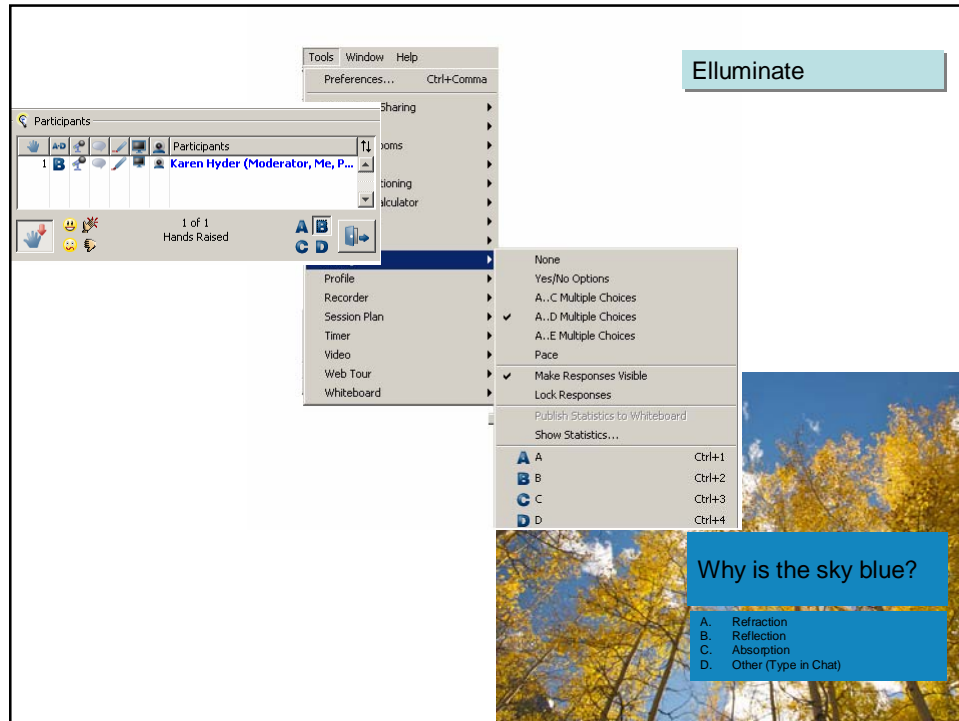 Tools Window Help
Elluminate
Preferences... Ctrl+Comma
Sharing
Participants
ooms
Participants
1 B Karen Hyder (Moderator, Me, P...
tioning
alculator
1 of 1
Hands Raised
A B
C D
None
Profile
Yes/No Options
Recorder
A..C Multiple Choices
Session Plan
A..D Multiple Choices
Timer
A..E Multiple Choices
Video
Pace
Web Tour
Make Responses Visible
Whiteboard
Lock Responses
Publish Statistics to Whiteboard
Show Statistics...
A A Ctrl+1
B B Ctrl+2
C C Ctrl+3
D D Ctrl+4
Why is the sky blue?
A. Refraction
B. Reflection
C. Absorption
D. Other (Type in Chat)